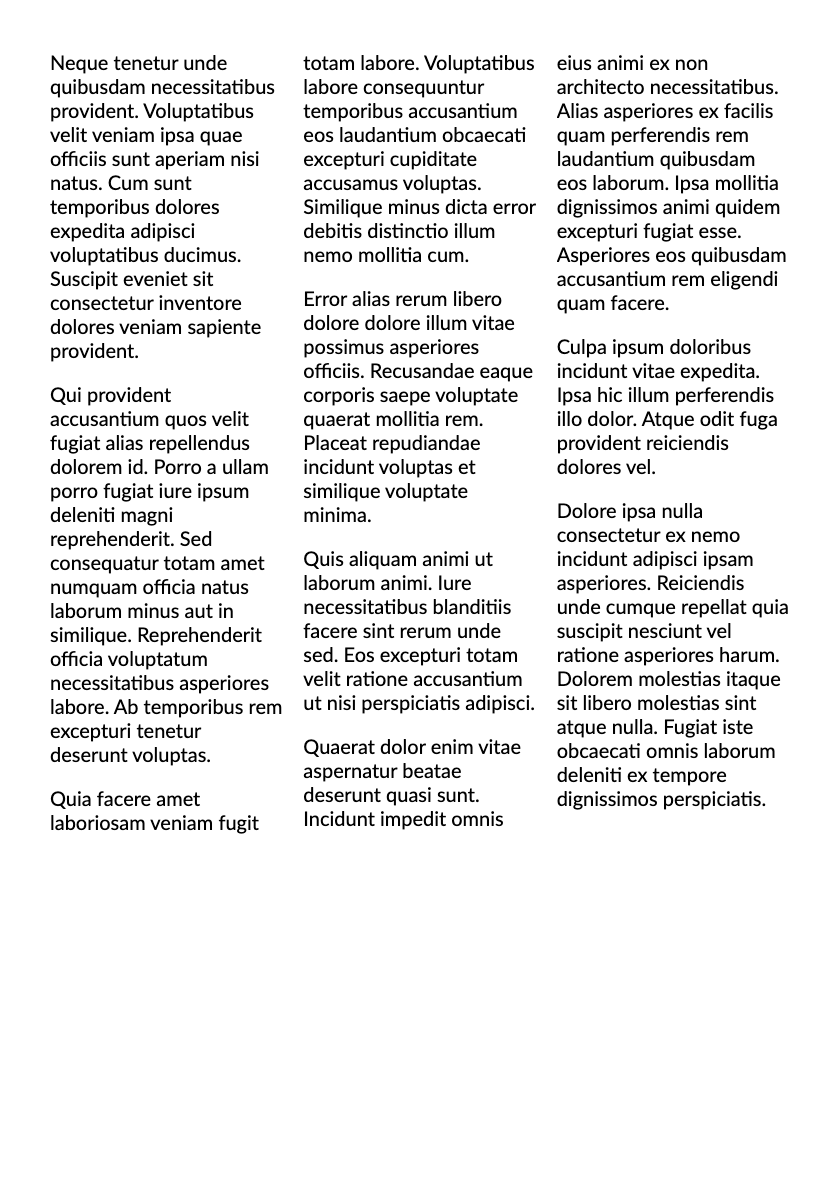 Neque tenetur unde
quibusdam necessitatibus
provident. Voluptatibus
velit veniam ipsa quae
officiis sunt aperiam nisi
natus. Cum sunt
temporibus dolores
expedita adipisci
voluptatibus ducimus.
Suscipit eveniet sit
consectetur inventore
dolores veniam sapiente
provident.
Qui provident
accusantium quos velit
fugiat alias repellendus
dolorem id. Porro a ullam
porro fugiat iure ipsum
deleniti magni
reprehenderit. Sed
consequatur totam amet
numquam officia natus
laborum minus aut in
similique. Reprehenderit
officia voluptatum
necessitatibus asperiores
labore. Ab temporibus rem
excepturi tenetur
deserunt voluptas.
Quia facere amet
laboriosam veniam fugit
totam labore. Voluptatibus
labore consequuntur
temporibus accusantium
eos laudantium obcaecati
excepturi cupiditate
accusamus voluptas.
Similique minus dicta error
debitis distinctio illum
nemo mollitia cum.
Error alias rerum libero
dolore dolore illum vitae
possimus asperiores
officiis. Recusandae eaque
corporis saepe voluptate
quaerat mollitia rem.
Placeat repudiandae
incidunt voluptas et
similique voluptate
minima.
Quis aliquam animi ut
laborum animi. Iure
necessitatibus blanditiis
facere sint rerum unde
sed. Eos excepturi totam
velit ratione accusantium
ut nisi perspiciatis adipisci.
Quaerat dolor enim vitae
aspernatur beatae
deserunt quasi sunt.
Incidunt impedit omnis
eius animi ex non
architecto necessitatibus.
Alias asperiores ex facilis
quam perferendis rem
laudantium quibusdam
eos laborum. Ipsa mollitia
dignissimos animi quidem
excepturi fugiat esse.
Asperiores eos quibusdam
accusantium rem eligendi
quam facere.
Culpa ipsum doloribus
incidunt vitae expedita.
Ipsa hic illum perferendis
illo dolor. Atque odit fuga
provident reiciendis
dolores vel.
Dolore ipsa nulla
consectetur ex nemo
incidunt adipisci ipsam
asperiores. Reiciendis
unde cumque repellat quia
suscipit nesciunt vel
ratione asperiores harum.
Dolorem molestias itaque
sit libero molestias sint
atque nulla. Fugiat iste
obcaecati omnis laborum
deleniti ex tempore
dignissimos perspiciatis.